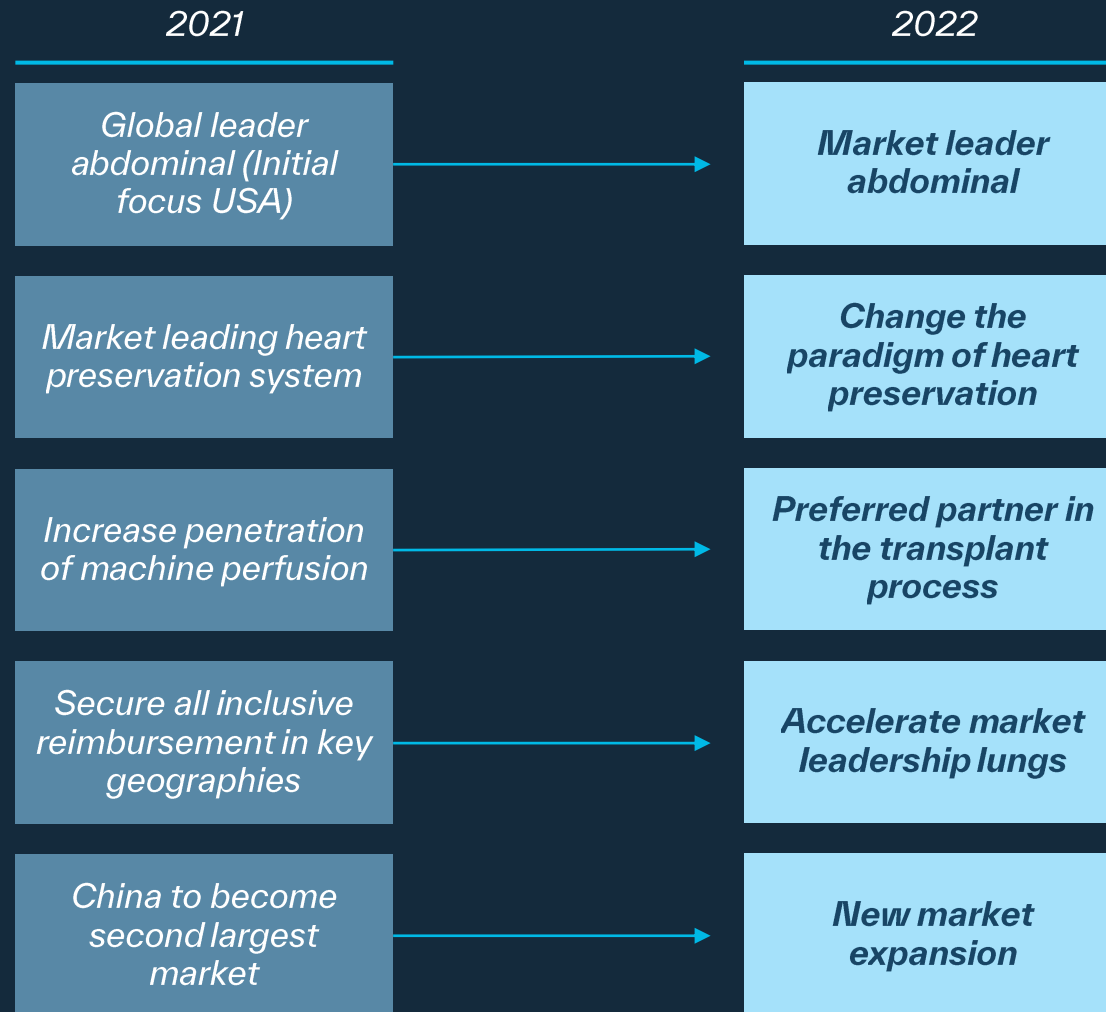 2021
2022
Global leader
abdominal (Initial
focus USA)
Market leader
abdominal
Market leading heart
preservation system
Change the
paradigm of heart
preservation
Increase penetration
of machine perfusion
Preferred partner in
the transplant
process
Secure all inclusive
reimbursement in key
geographies
Accelerate market
leadership lungs
China to become
second largest
market
New market
expansion